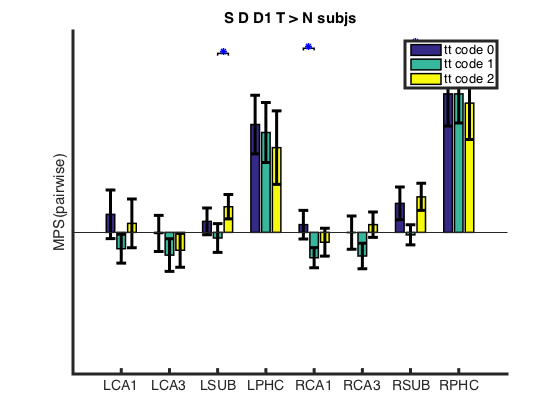 S D D1 T > N subjs
tt code 0
tt code 1
tt code 2
MPS(pairwise)
LCA1 LCA3 LSUB LPHC RCA1 RCA3 RSUB RPHC